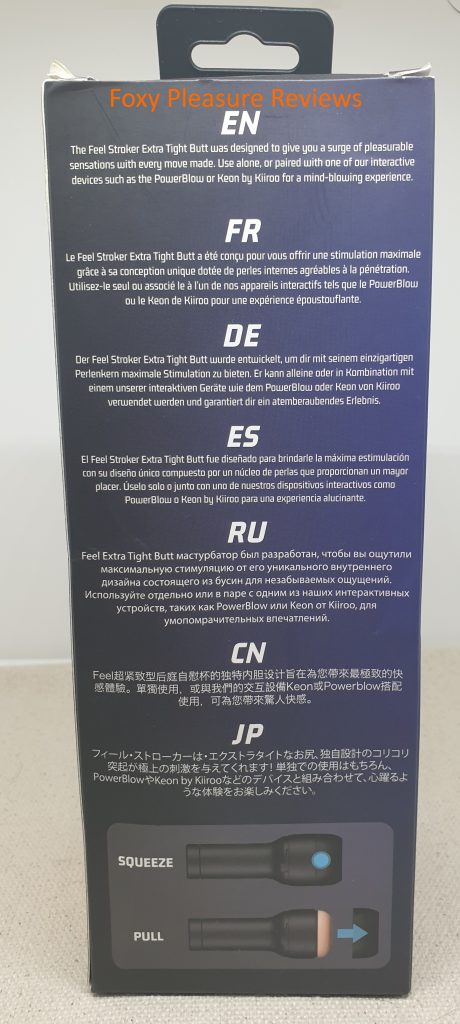 Foxy Pleasure Reviews
EN
The Feel Stroker Extra Tight Butt was designed to give you a surge of pleasurable
sensations with every move made. Use alone, or paired with one of our interactive
devices such as the PowerBlow or Keon by Kiiroo for a mind-blowing experience.
FR
Le Feel Stroker Extra Tight Butt a été conçu pour vous offrir une stimulation maximale
grâce à sa conception unique dotée de perles internes agréables à la pénétration.
Utilisez-le seul ou associé le à l'un de nos appareils interactifs tels que le PowerBlow
ou le Keon de Kiiroo pour une expérience époustouflante.
DE
Der Feel Stroker Extra Tight Butt wurde entwickelt, um dir mit seinem einzigartigen
Perlenkern maximale Stimulation zu bieten. Er kann alleine oder in Kombination mit
einem unserer interaktiven Geräte wie dem PowerBlow oder Keon von Kiiroo
verwendet werden und garantiert dir ein atemberaubendes Erlebnis.
ES
El Feel Stroker Extra Tight Butt fue diseñado para brindarle la máxima estimulación
con su diseño único compuesto por un núcleo de perlas que proporcionan un mayor
placer. Úselo solo o junto con uno de nuestros dispositivos interactivos como
PowerBlow o Keon by Kiiroo para una experiencia alucinante.
RU
Feel Extra Tight Butt мастурбатор был разработан, чтобы вы ощутили
максимальную стимуляцию от его уникального внутреннего
дизайна состоящего из бусин для незабываемых ощущений.
Используйте отдельно или в паре с одним из наших интерактивных
устройств, таких как PowerBlow или Keon от Kiiroo, для
умопомрачительных впечатлений.
CN
Feel超紧致型后庭自慰杯的独特内胆设计旨在為您帶來最極致的快
感體驗。單獨使用，或與我們的交互設備Keon或Powerblow搭配
使用，可為您帶來驚人快感。
JP
フィール・ストローカーは・エクストラタイトなお尻、独自設計のコリコリ
突起が極上の刺激を与えてくれます！単独での使用はもちろん、
PowerBlowやKeon by Kiirooなどのデバイスと組み合わせて、心躍るよ
うな体験をお楽しみください。
SQUEEZE
PULL